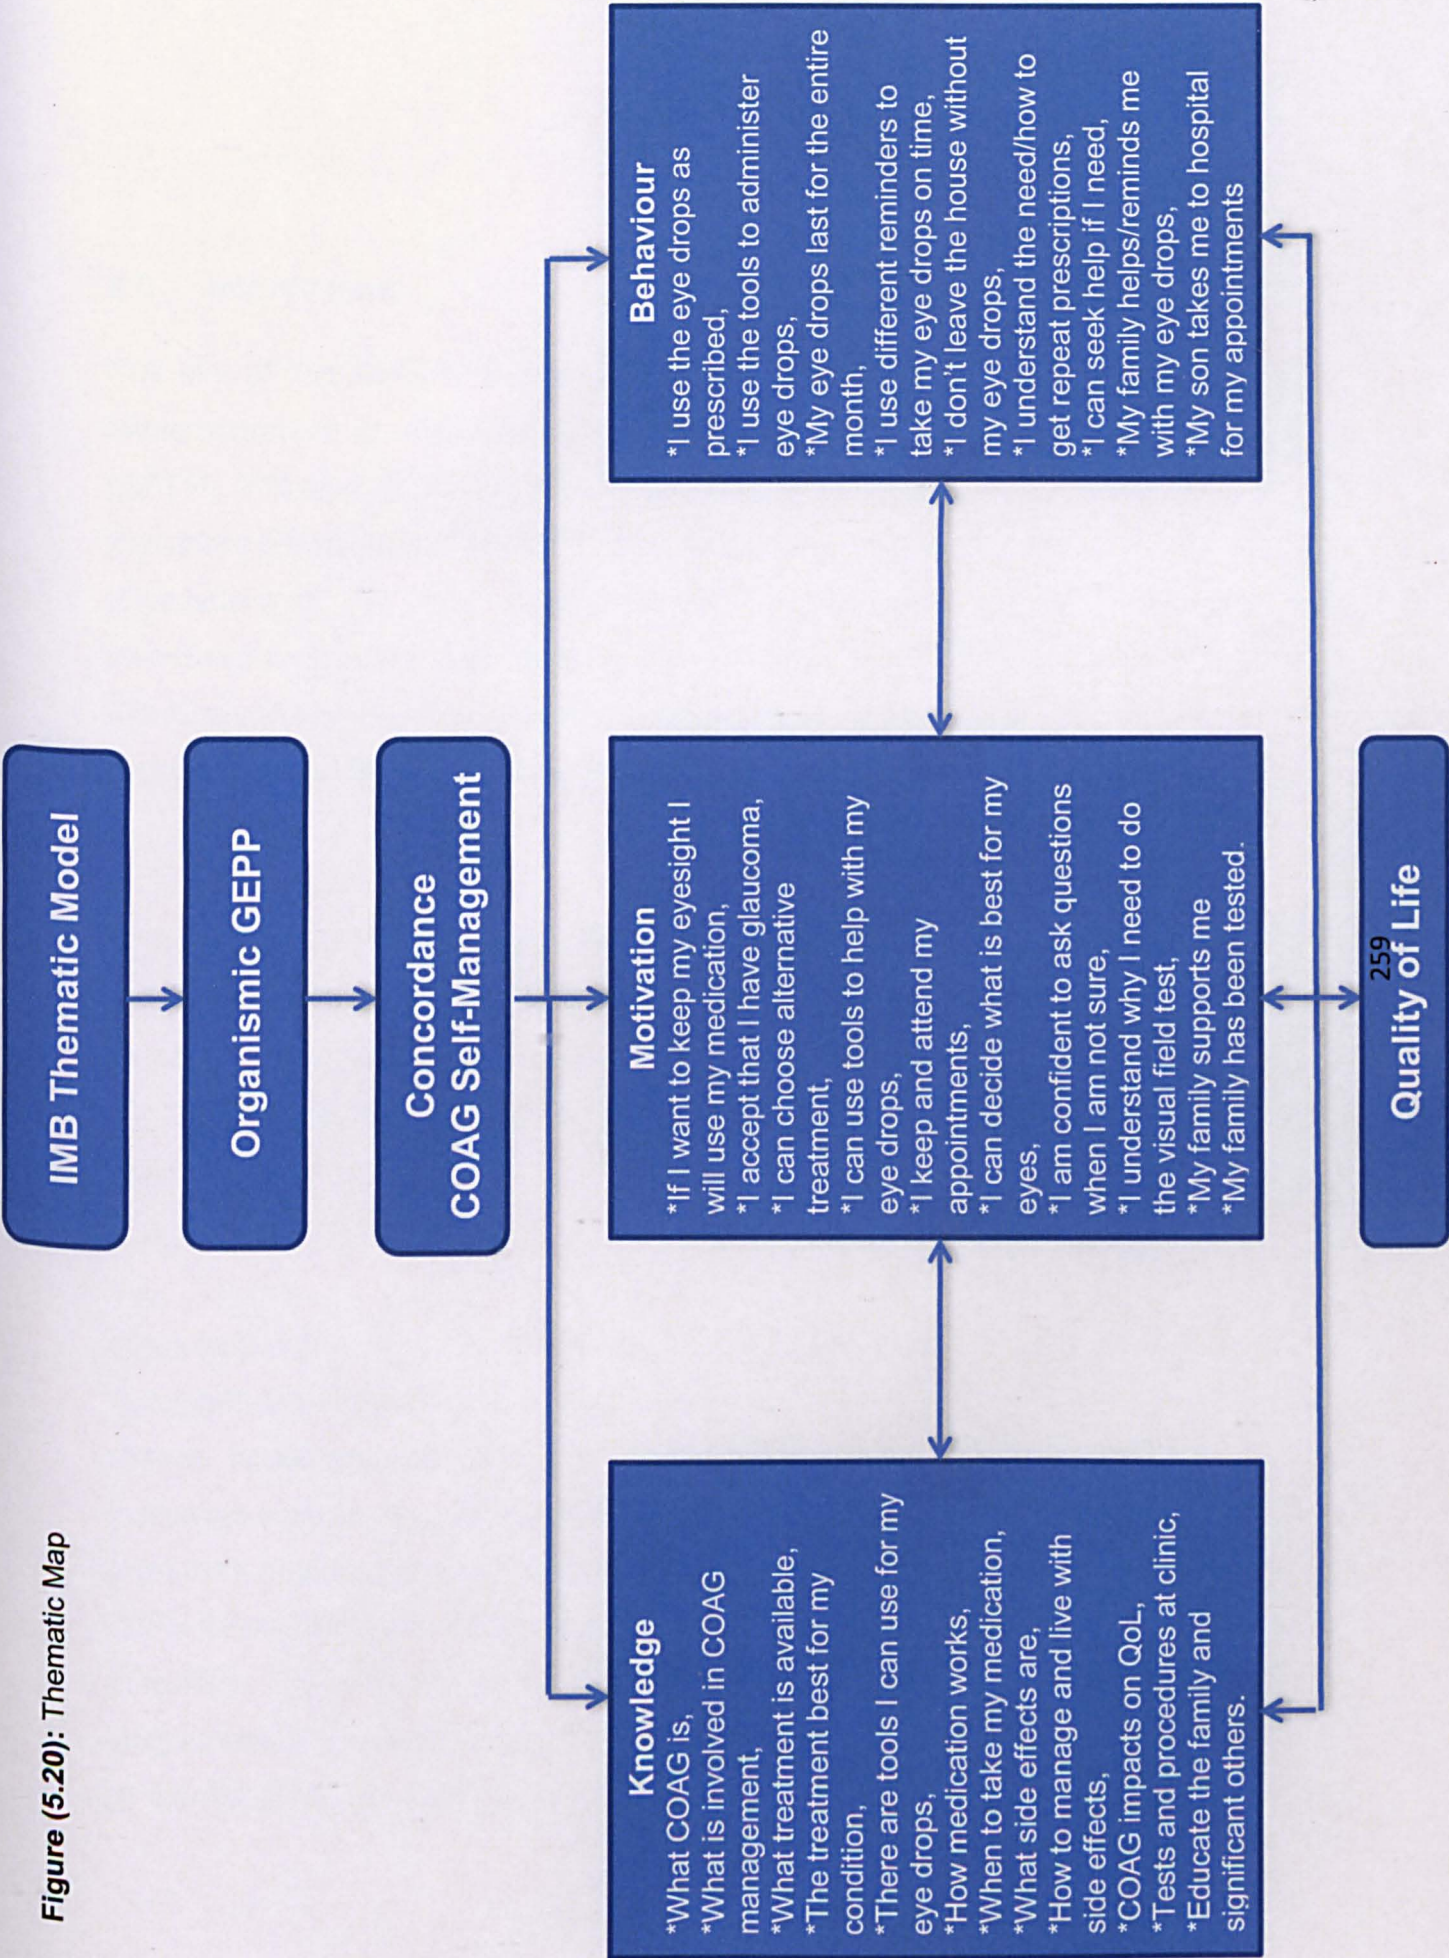 Figure (5.20): Thematic Map
IMB Thematic Model
Organismic GEPP
Concordance
COAG Self-Management
Knowledge
*What COAG is,
*What is involved in COAG
management,
*What treatment is available,
*The treatment best for my
condition,
*There are tools I can use for my
eye drops,
*How medication works,
*When to take my medication,
*What side effects are,
*How to manage and live with
side effects,
*COAG impacts on QoL,
*Tests and procedures at clinic,
*Educate the family and
significant others.
Motivation
*If I want to keep my eyesight I
will use my medication,
*I accept that I have glaucoma,
*I can choose alternative
treatment,
*I can use tools to help with my
eye drops,
*I keep and attend my
appointments,
*I can decide what is best for my
eyes,
*I am confident to ask questions
when I am not sure,
*I understand why I need to do
the visual field test,
*My family supports me
*My family has been tested.
Behaviour
*I use the eye drops as
prescribed,
*I use the tools to administer
eye drops,
*My eye drops last for the entire
month,
*I use different reminders to
take my eye drops on time,
*I don't leave the house without
my eye drops,
*I understand the need/how to
get repeat prescriptions,
*I can seek help if I need,
*My family helps/reminds me
with my eye drops,
*My son takes me to hospital
for my appointments
259
Quality of Life